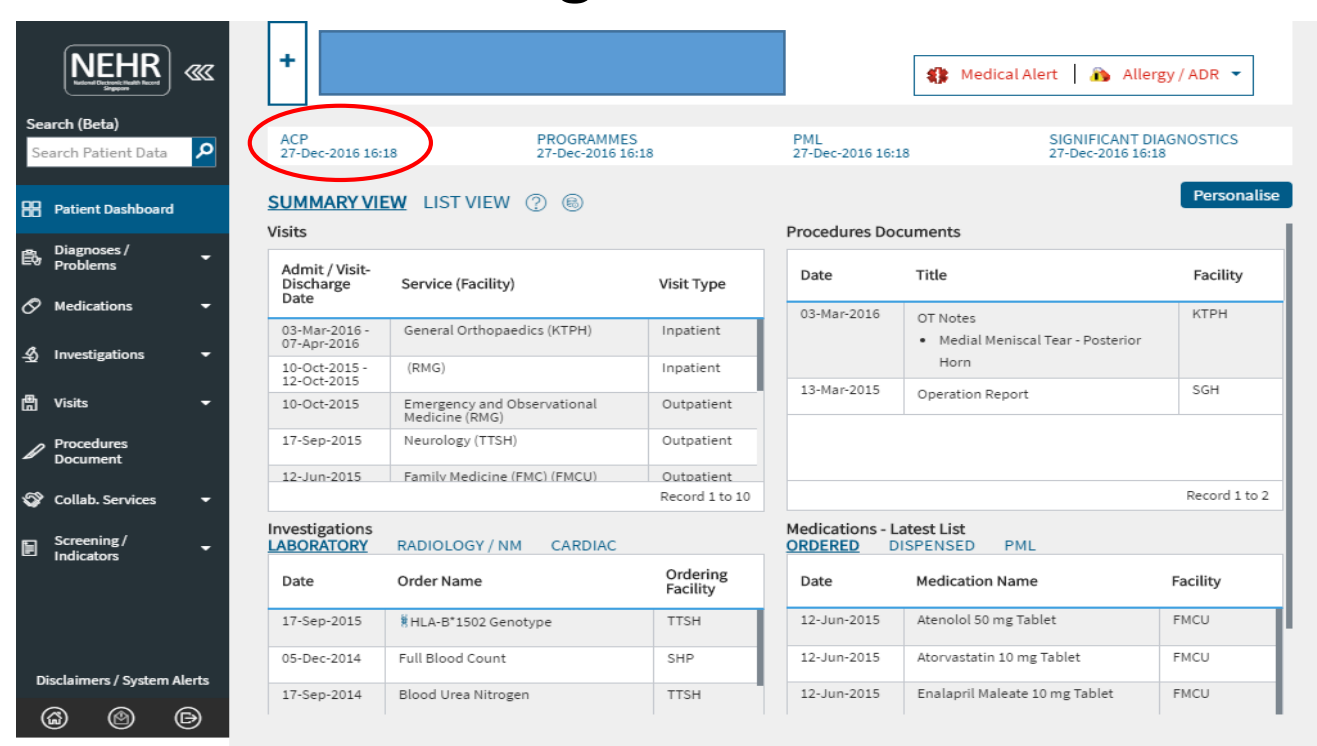 NEHR
National Electronic Health Record
Singapore
Search (Beta)
Search Patient Data
Patient Dashboard
Diagnoses /
Problems
Medications
Investigations
Visits
Procedures
Document
Collab. Services
Screening /
Indicators
Disclaimers / System Alerts
+
Medical Alert
Allergy / ADR
ACP
27-Dec-2016 16:18
PROGRAMMES
27-Dec-2016 16:18
PML
27-Dec-2016 16:18
SIGNIFICANT DIAGNOSTICS
27-Dec-2016 16:18
SUMMARY VIEW LIST VIEW ?
Personalise
Visits
Admit / Visit-
Discharge
Date
Service (Facility)
Visit Type
03-Mar-2016 -
07-Apr-2016
General Orthopaedics (KTPH)
Inpatient
10-Oct-2015 -
12-Oct-2015
(RMG)
Inpatient
10-Oct-2015
Emergency and Observational
Medicine (RMG)
Outpatient
17-Sep-2015
Neurology (TTSH)
Outpatient
12-Jun-2015
Family Medicine (FMC) (FMCU)
Outpatient
Record 1 to 10
Procedures Documents
Date
Title
Facility
03-Mar-2016
OT Notes
• Medial Meniscal Tear - Posterior
Horn
KTPH
13-Mar-2015
Operation Report
SGH
Record 1 to 2
Investigations
LABORATORY RADIOLOGY / NM CARDIAC
Date
Order Name
Ordering
Facility
17-Sep-2015
HLA-B*1502 Genotype
TTSH
05-Dec-2014
Full Blood Count
SHP
17-Sep-2014
Blood Urea Nitrogen
TTSH
Medications - Latest List
ORDERED DISPENSED PML
Date
Medication Name
Facility
12-Jun-2015
Atenolol 50 mg Tablet
FMCU
12-Jun-2015
Atorvastatin 10 mg Tablet
FMCU
12-Jun-2015
Enalapril Maleate 10 mg Tablet
FMCU